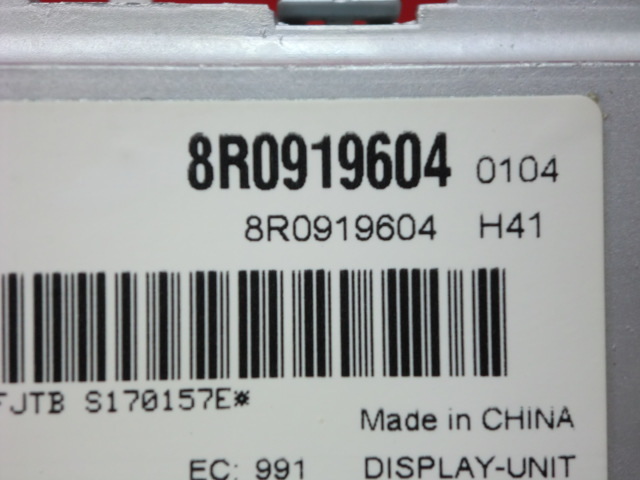 8R0919604 0104
8R0919604 H41
FJTB S170157E*
Made in CHINA
EC: 991 DISPLAY-UNIT